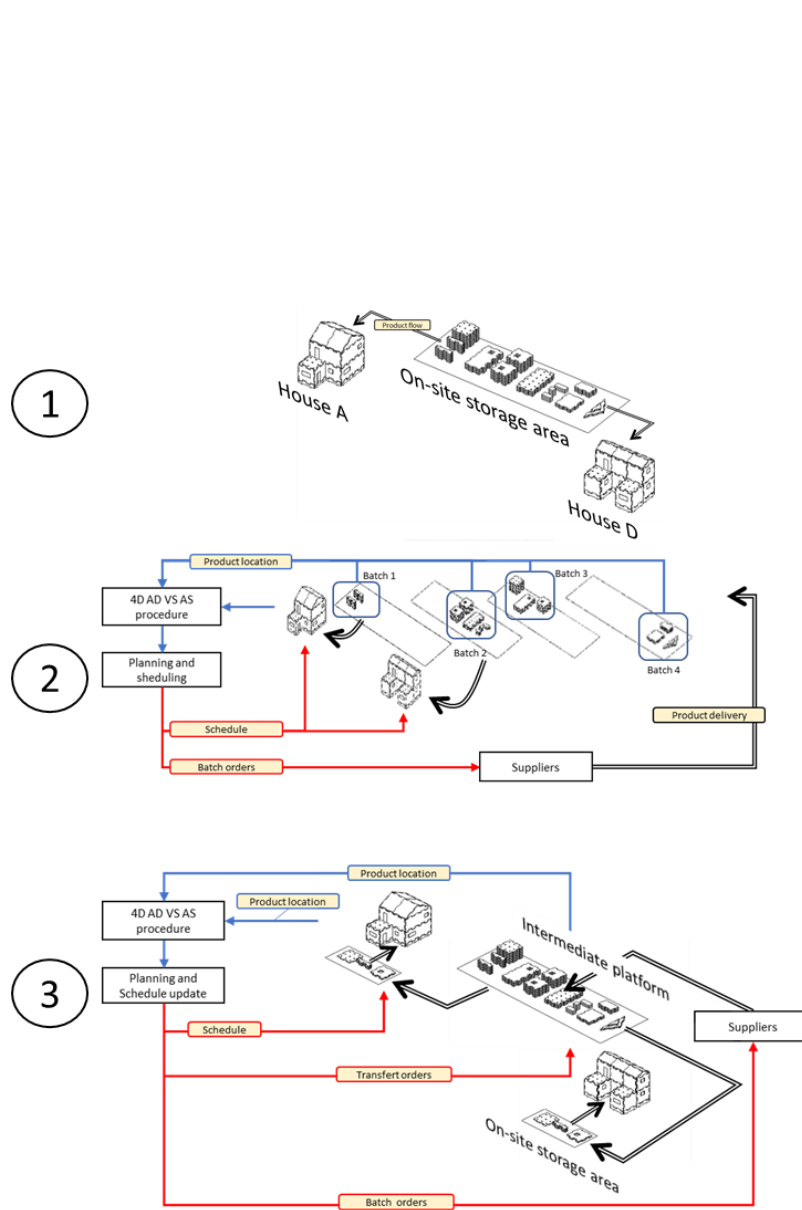 Product flow
1
House A
On-site storage area
House D
Product location
Batch 1
Batch 3
4D AD VS AS
procedure
Batch 2
Planning and
sheduling
2
Batch 4
Product delivery
Schedule
Batch orders
Suppliers
Product location
Product location
4D AD VS AS
procedure
Intermediate platform
Planning and
Schedule update
3
Schedule
Suppliers
Transfert orders
On-site storage area
Batch orders